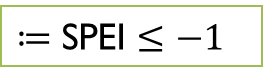 ≔ SPEI ≤ −1